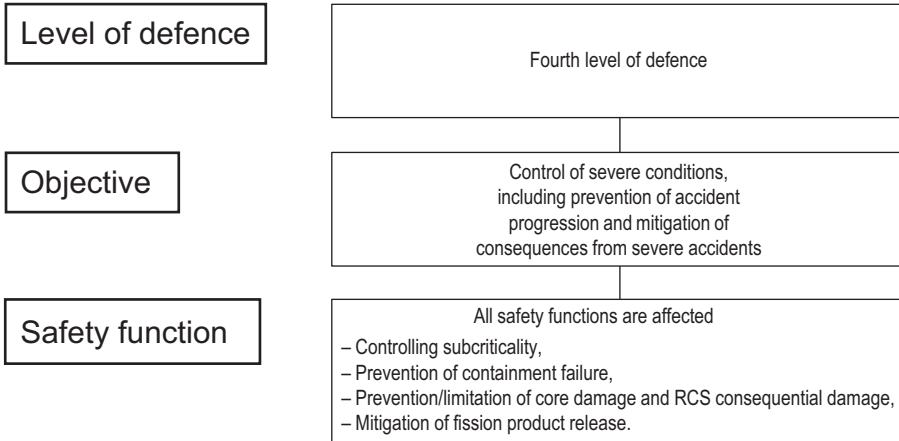 Level of defence
Fourth level of defence
Objective
Control of severe conditions,
including prevention of accident
progression and mitigation of
consequences from severe accidents
Safety function
All safety functions are affected
– Controlling subcriticality,
– Prevention of containment failure,
– Prevention/limitation of core damage and RCS consequential damage,
– Mitigation of fission product release.